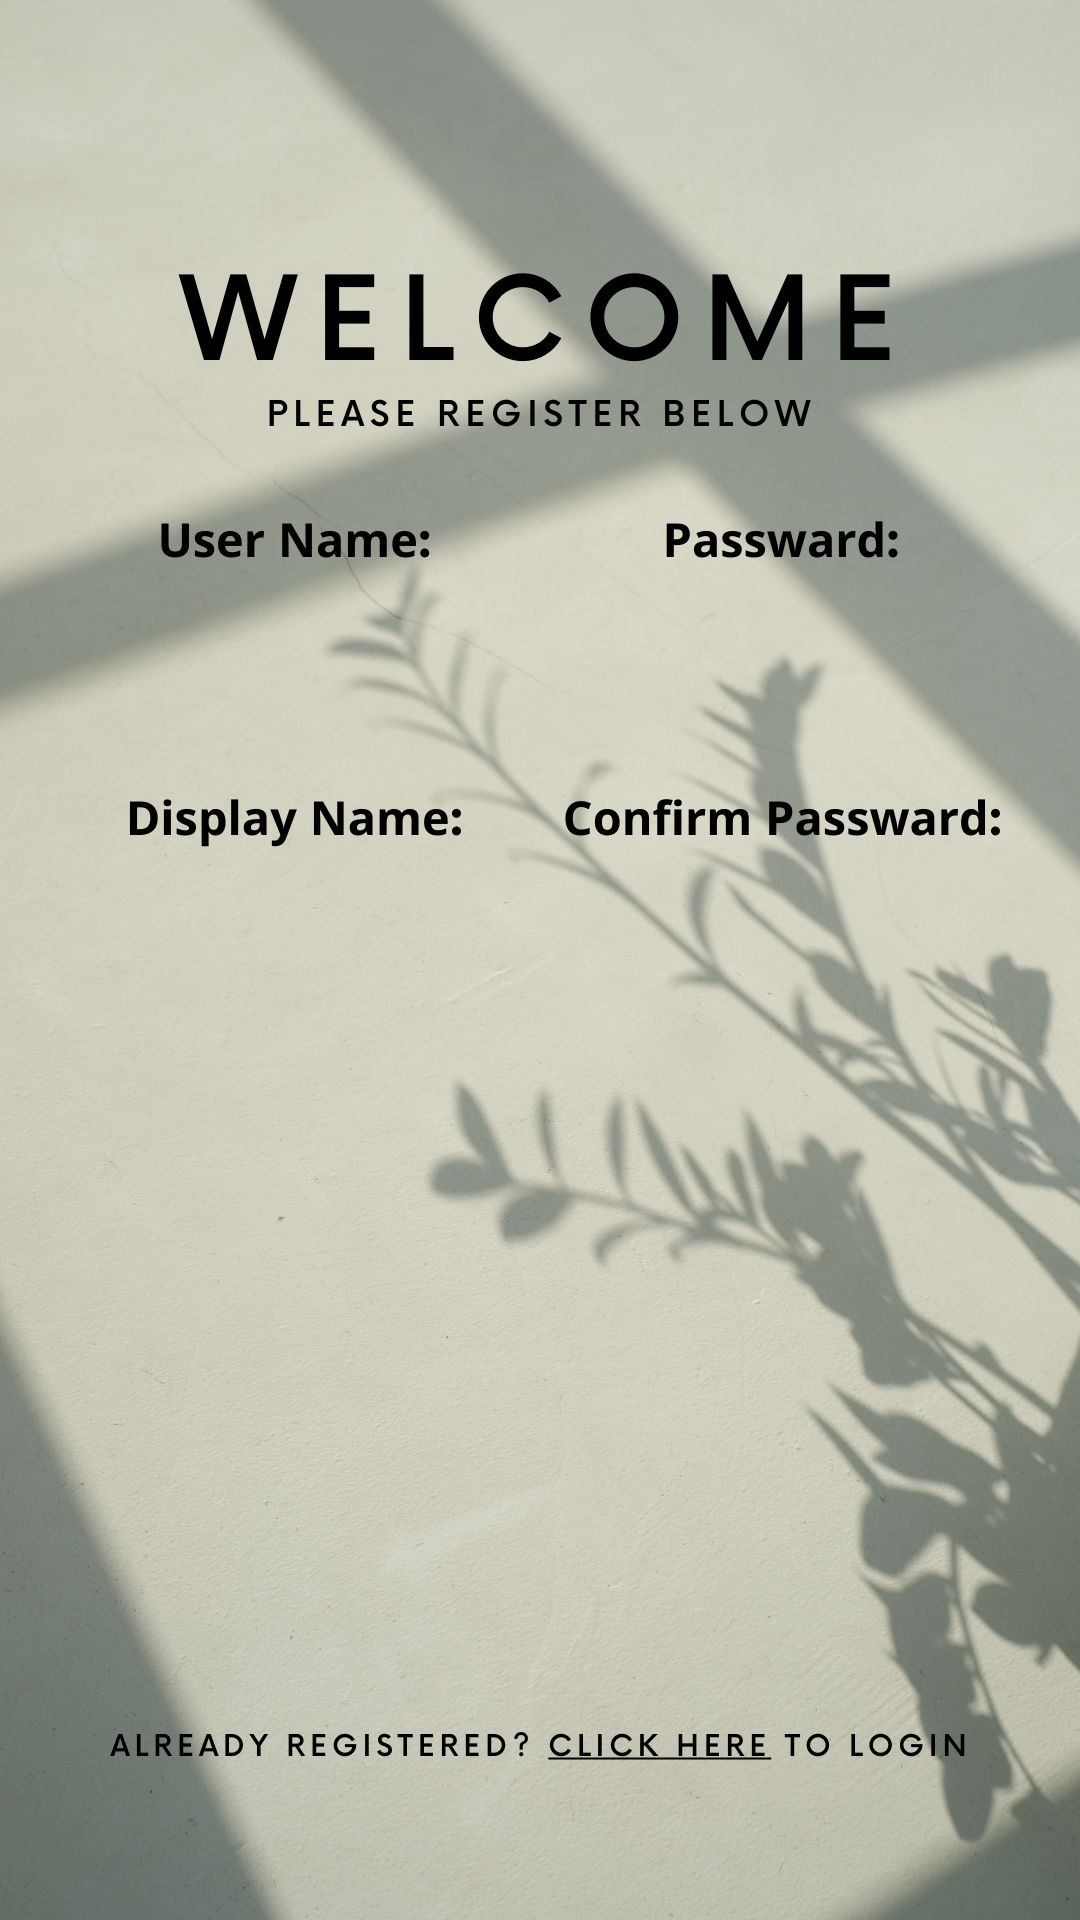 WELCOME
PLEASE REGISTER BELOW
User Name:
Passward:
Display Name:
Confirm Passward:
ALREADY REGISTERED? CLICK HERE TO LOGIN